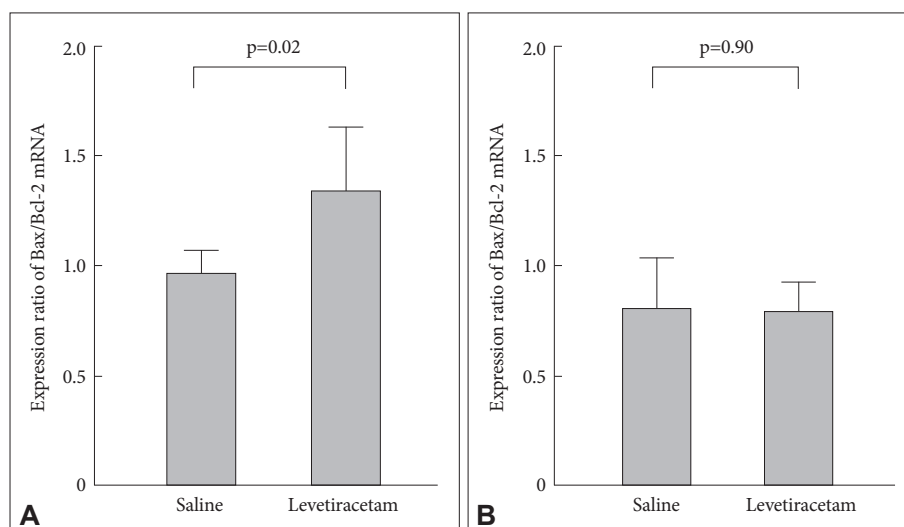 2.0
p=0.02
1.5
1.0
0.5
0
Expression ratio of Bax/Bcl-2 mRNA
Saline
Levetiracetam
A
2.0
p=0.90
1.5
1.0
0.5
0
Expression ratio of Bax/Bcl-2 mRNA
Saline
Levetiracetam
B